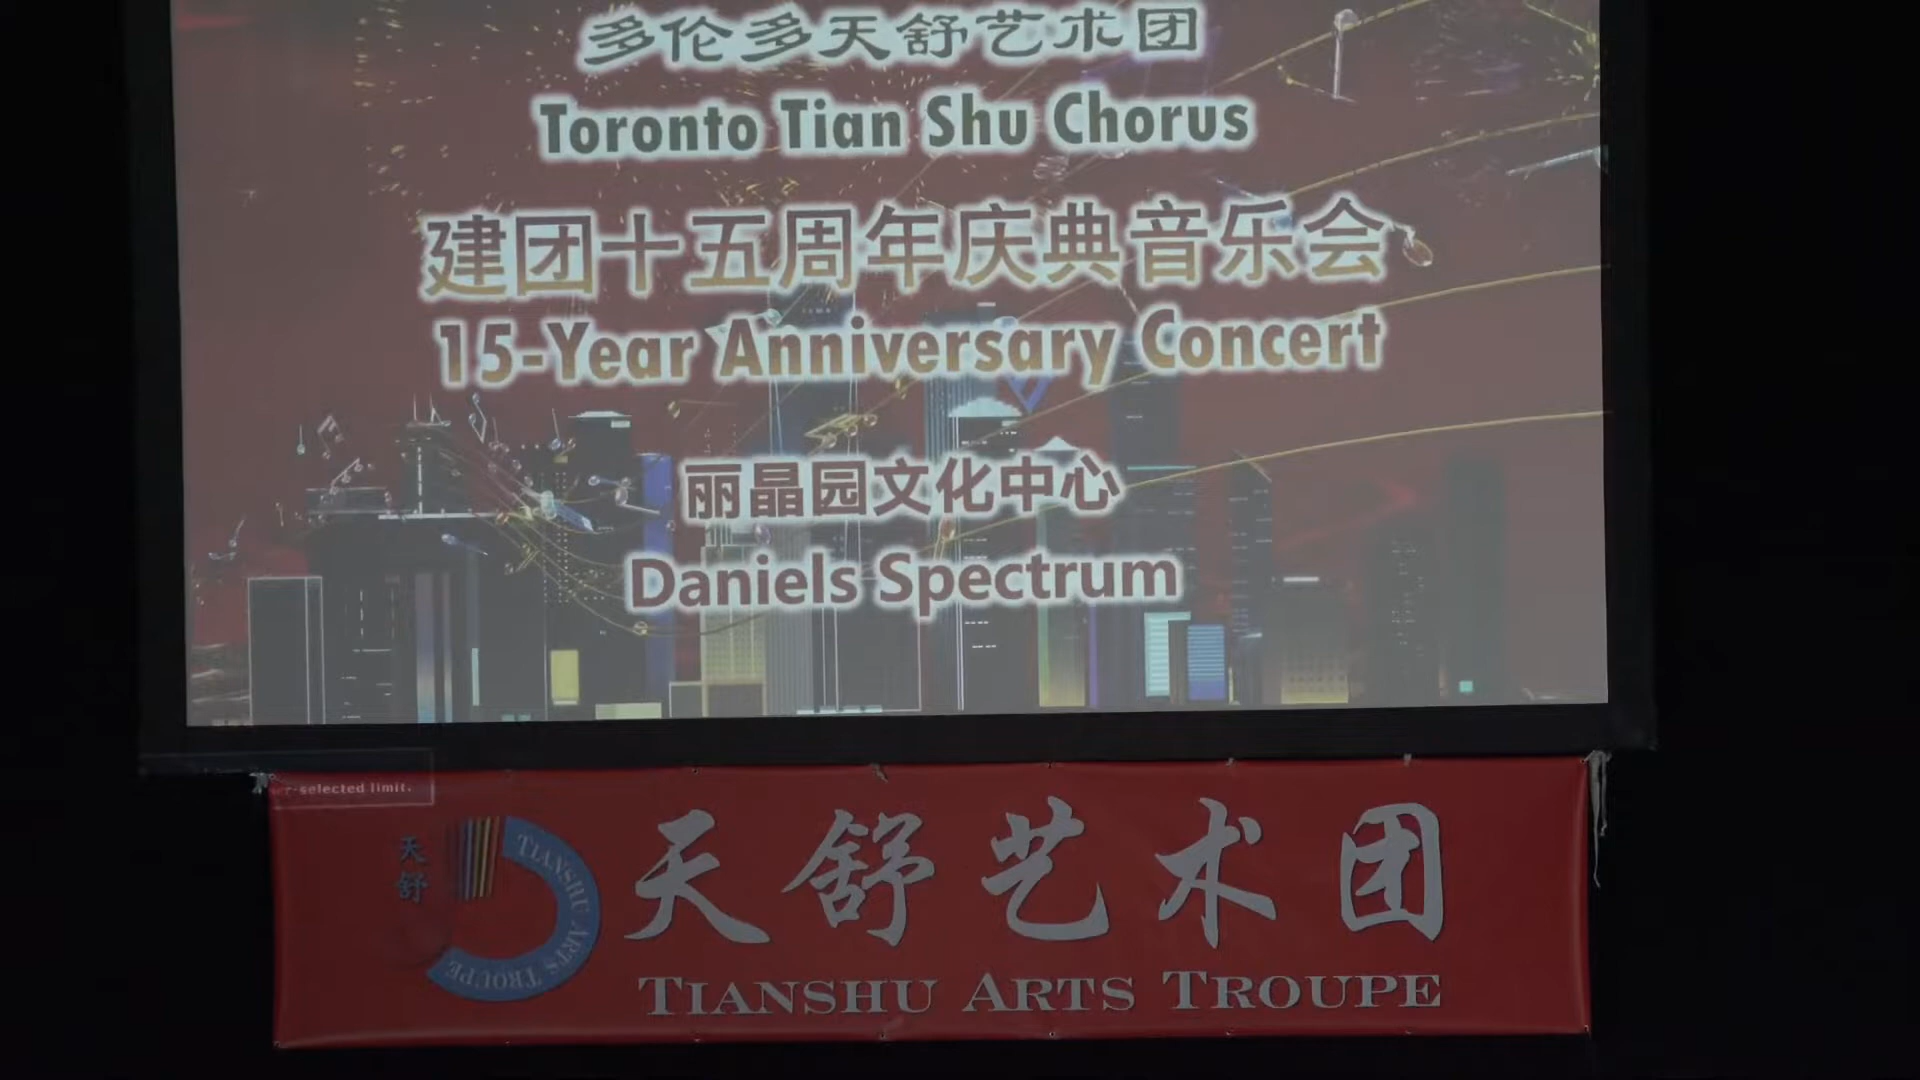 多伦多天舒艺术团
Toronto Tian Shu Chorus
建团十五周年庆典音乐会
15-Year Anniversary Concert
丽晶园文化中心
Daniels Spectrum
-selected limit.
天舒
TIANSHU ARTS TROUPE
天舒艺术团
TIANSHU ARTS TROUPE